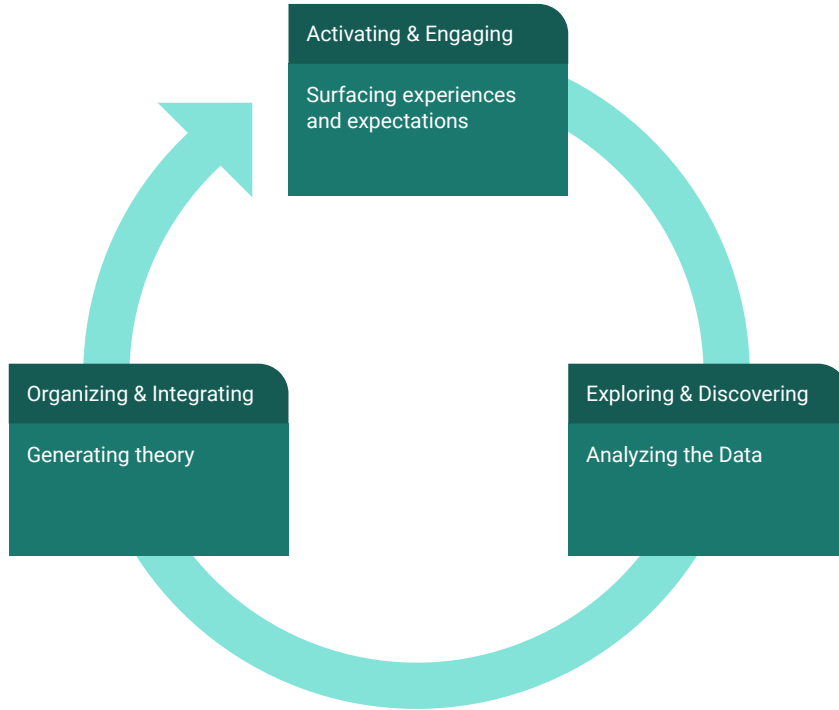 Activating & Engaging
Surfacing experiences
and expectations
Organizing & Integrating
Generating theory
Exploring & Discovering
Analyzing the Data